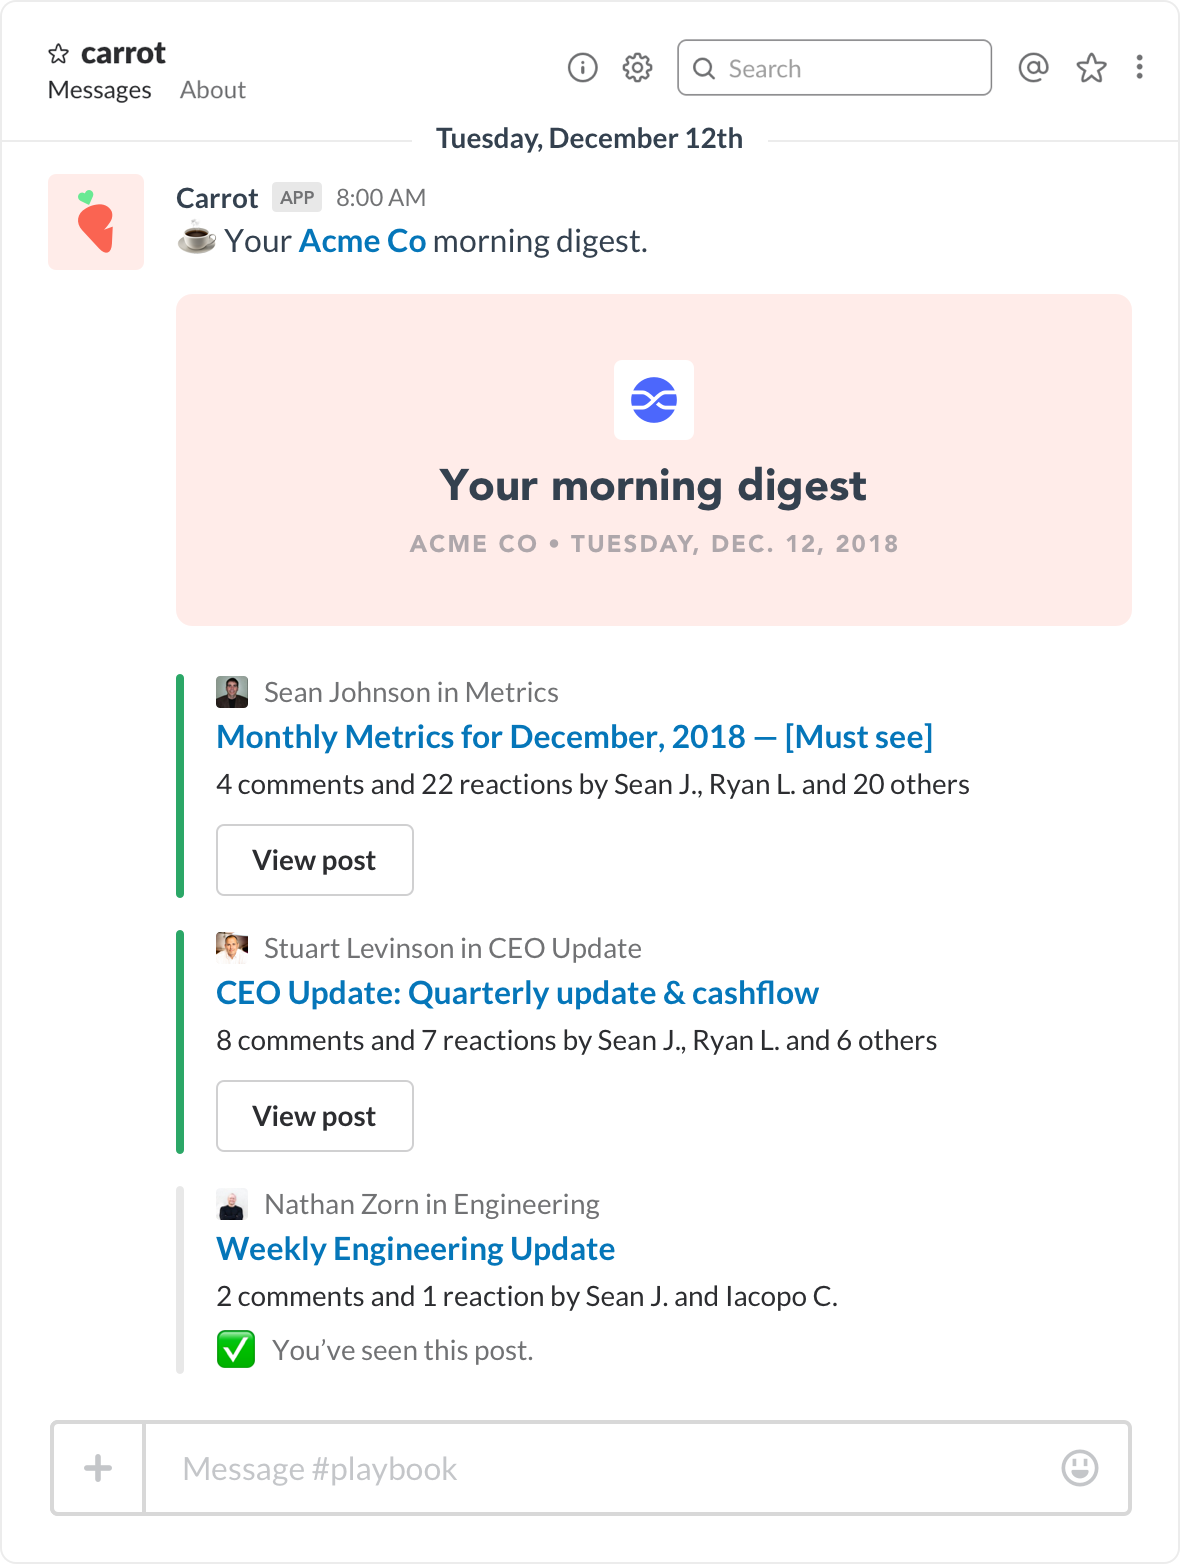 carrot
Messages About
Search
Tuesday, December 12th
Carrot APP 8:00 AM
Your Acme Co morning digest.
Your morning digest
ACME CO • TUESDAY, DEC. 12, 2018
Sean Johnson in Metrics
Monthly Metrics for December, 2018 — [Must see]
4 comments and 22 reactions by Sean J., Ryan L. and 20 others
View post
Stuart Levinson in CEO Update
CEO Update: Quarterly update & cashflow
8 comments and 7 reactions by Sean J., Ryan L. and 6 others
View post
Nathan Zorn in Engineering
Weekly Engineering Update
2 comments and 1 reaction by Sean J. and Iacopo C.
You’ve seen this post.
Message #playbook